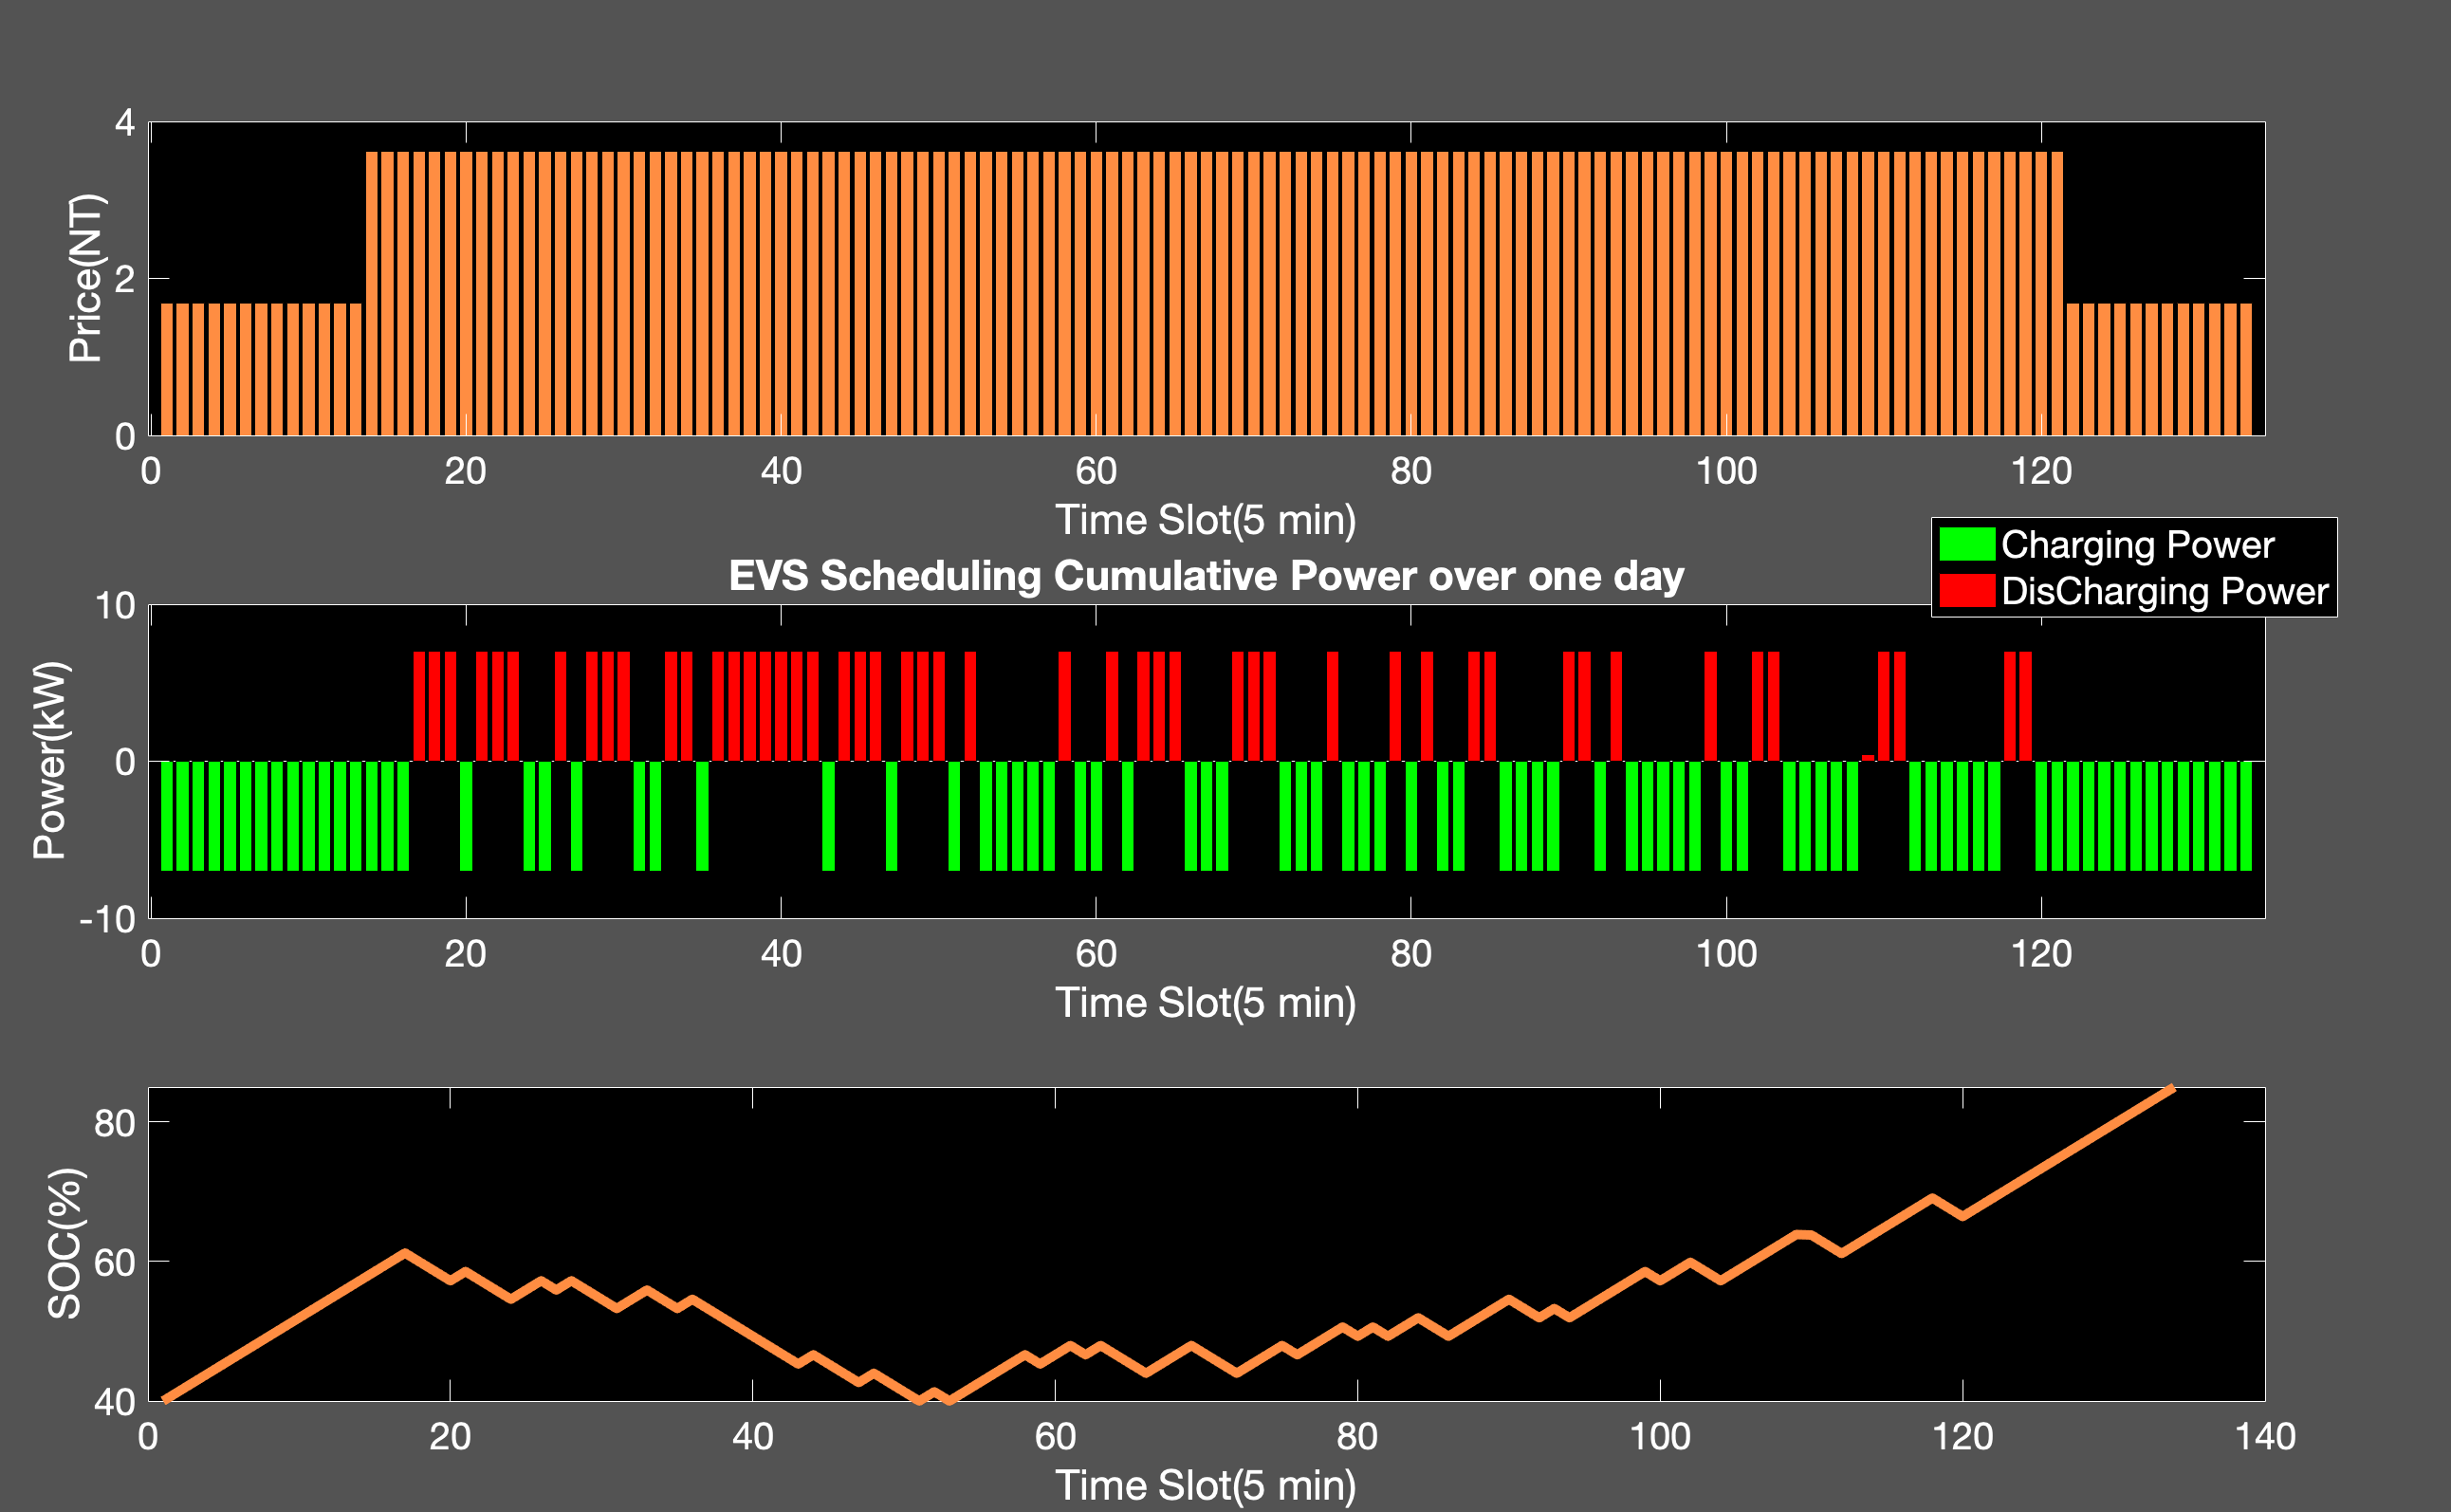 4
2
0
Price(NT)
0 20 40 60 80 100 120
Time Slot(5 min)
Charging Power
DisCharging Power
EVS Scheduling Cumulative Power over one day
10
0
-10
Power(kW)
0 20 40 60 80 100 120
Time Slot(5 min)
80
60
40
SOC(%)
0 20 40 60 80 100 120 140
Time Slot(5 min)